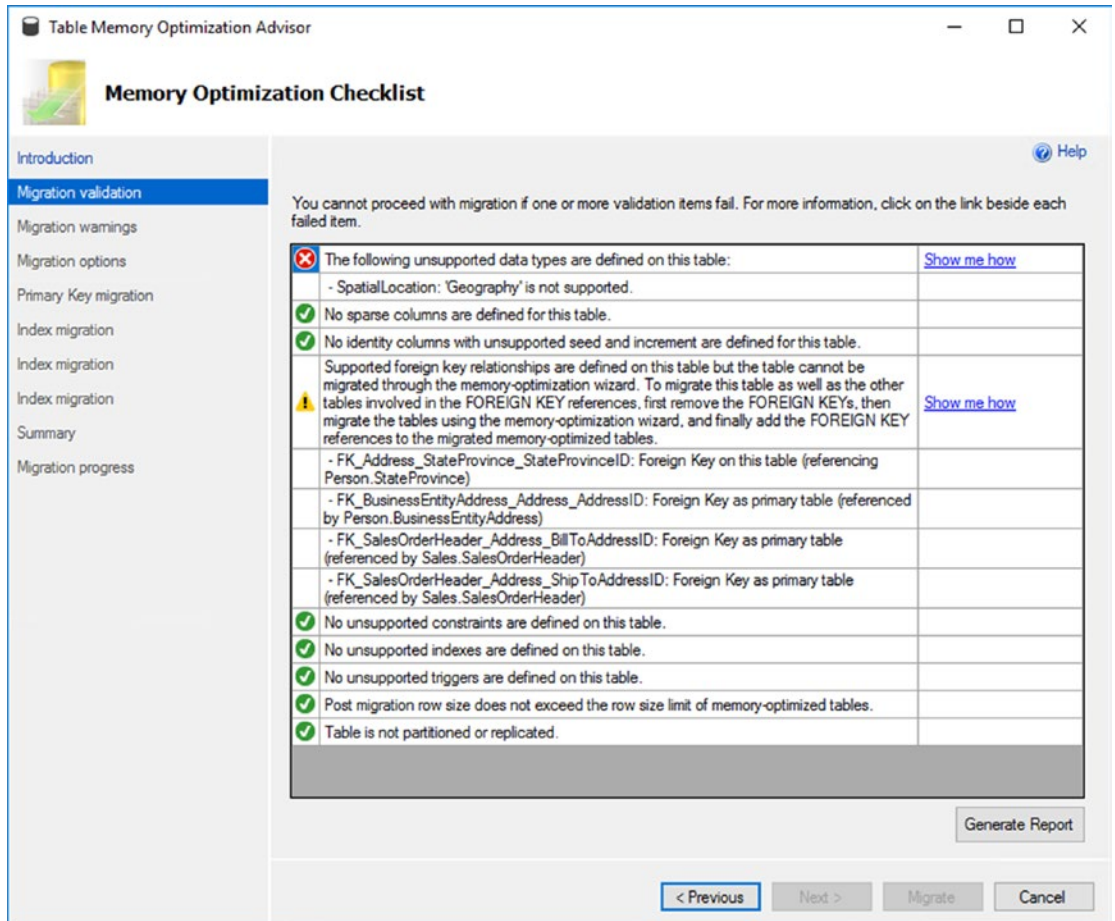 Table Memory Optimization Advisor
Memory Optimization Checklist
Introduction
Migration validation
Migration warnings
Migration options
Primary Key migration
Index migration
Index migration
Index migration
Summary
Migration progress
Help
You cannot proceed with migration if one or more validation items fail. For more information, click on the link beside each
failed item.
The following unsupported data types are defined on this table:
Show me how
- SpatialLocation: 'Geography' is not supported.
No sparse columns are defined for this table.
No identity columns with unsupported seed and increment are defined for this table.
Supported foreign key relationships are defined on this table but the table cannot be
migrated through the memory-optimization wizard. To migrate this table as well as the other
tables involved in the FOREIGN KEY references, first remove the FOREIGN KEYs, then
migrate the tables using the memory-optimization wizard, and finally add the FOREIGN KEY
references to the migrated memory-optimized tables.
Show me how
- FK_Address_StateProvince_StateProvinceID: Foreign Key on this table (referencing
Person.StateProvince)
- FK_BusinessEntityAddress_Address_AddressID: Foreign Key as primary table (referenced
by Person.BusinessEntityAddress)
- FK_SalesOrderHeader_Address_BillToAddressID: Foreign Key as primary table
(referenced by Sales.SalesOrderHeader)
- FK_SalesOrderHeader_Address_ShipToAddressID: Foreign Key as primary table
(referenced by Sales.SalesOrderHeader)
No unsupported constraints are defined on this table.
No unsupported indexes are defined on this table.
No unsupported triggers are defined on this table.
Post migration row size does not exceed the row size limit of memory-optimized tables.
Table is not partitioned or replicated.
Generate Report
< Previous
Next >
Migrate
Cancel